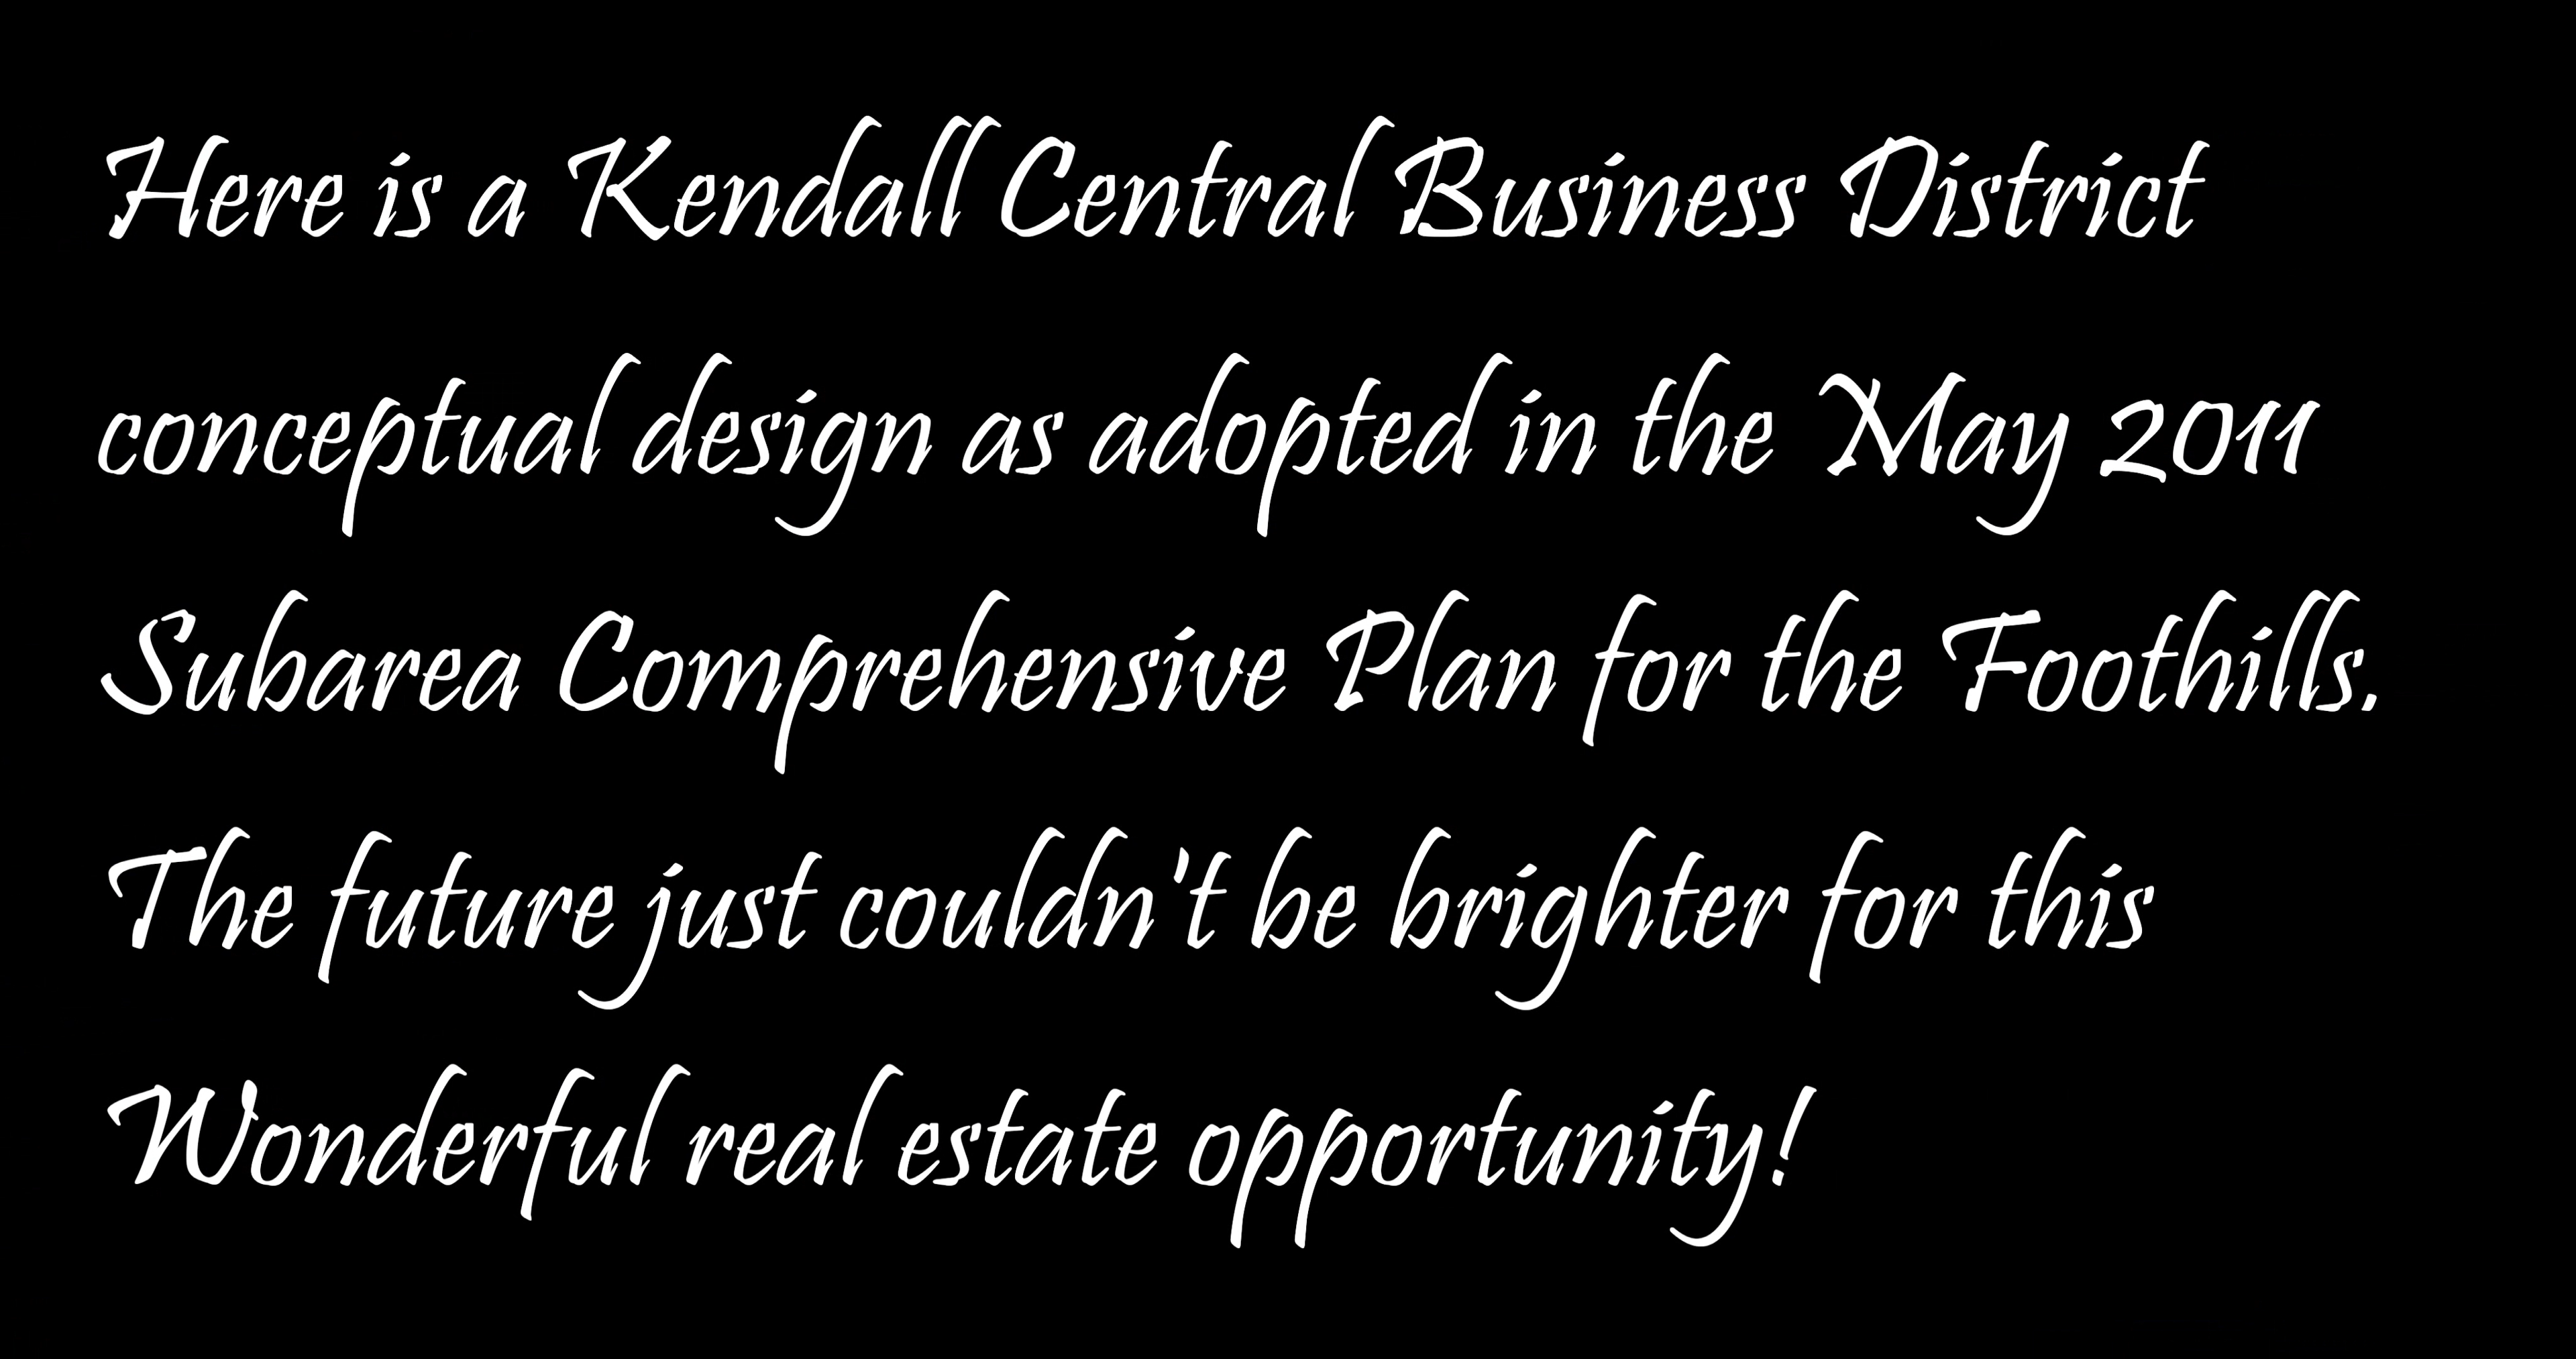 Here is a Kendall Central Business District
conceptual design as adopted in the May 2011
Subarea Comprehensive Plan for the Foothills.
The future just couldn't be brighter for this
Wonderful real estate opportunity!